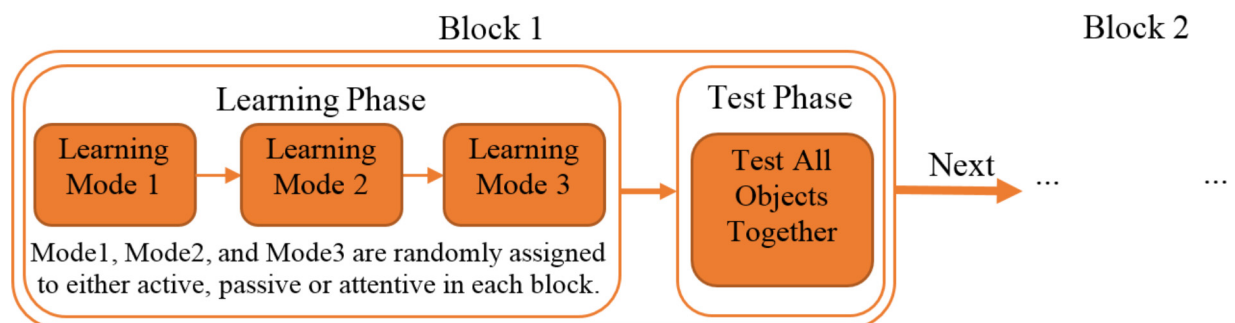 Block 1
Block 2
Learning Phase
Learning
Mode 1
Learning
Mode 2
Learning
Mode 3
Mode1, Mode2, and Mode3 are randomly assigned
to either active, passive or attentive in each block.
Test Phase
Test All
Objects
Together
Next
...
...